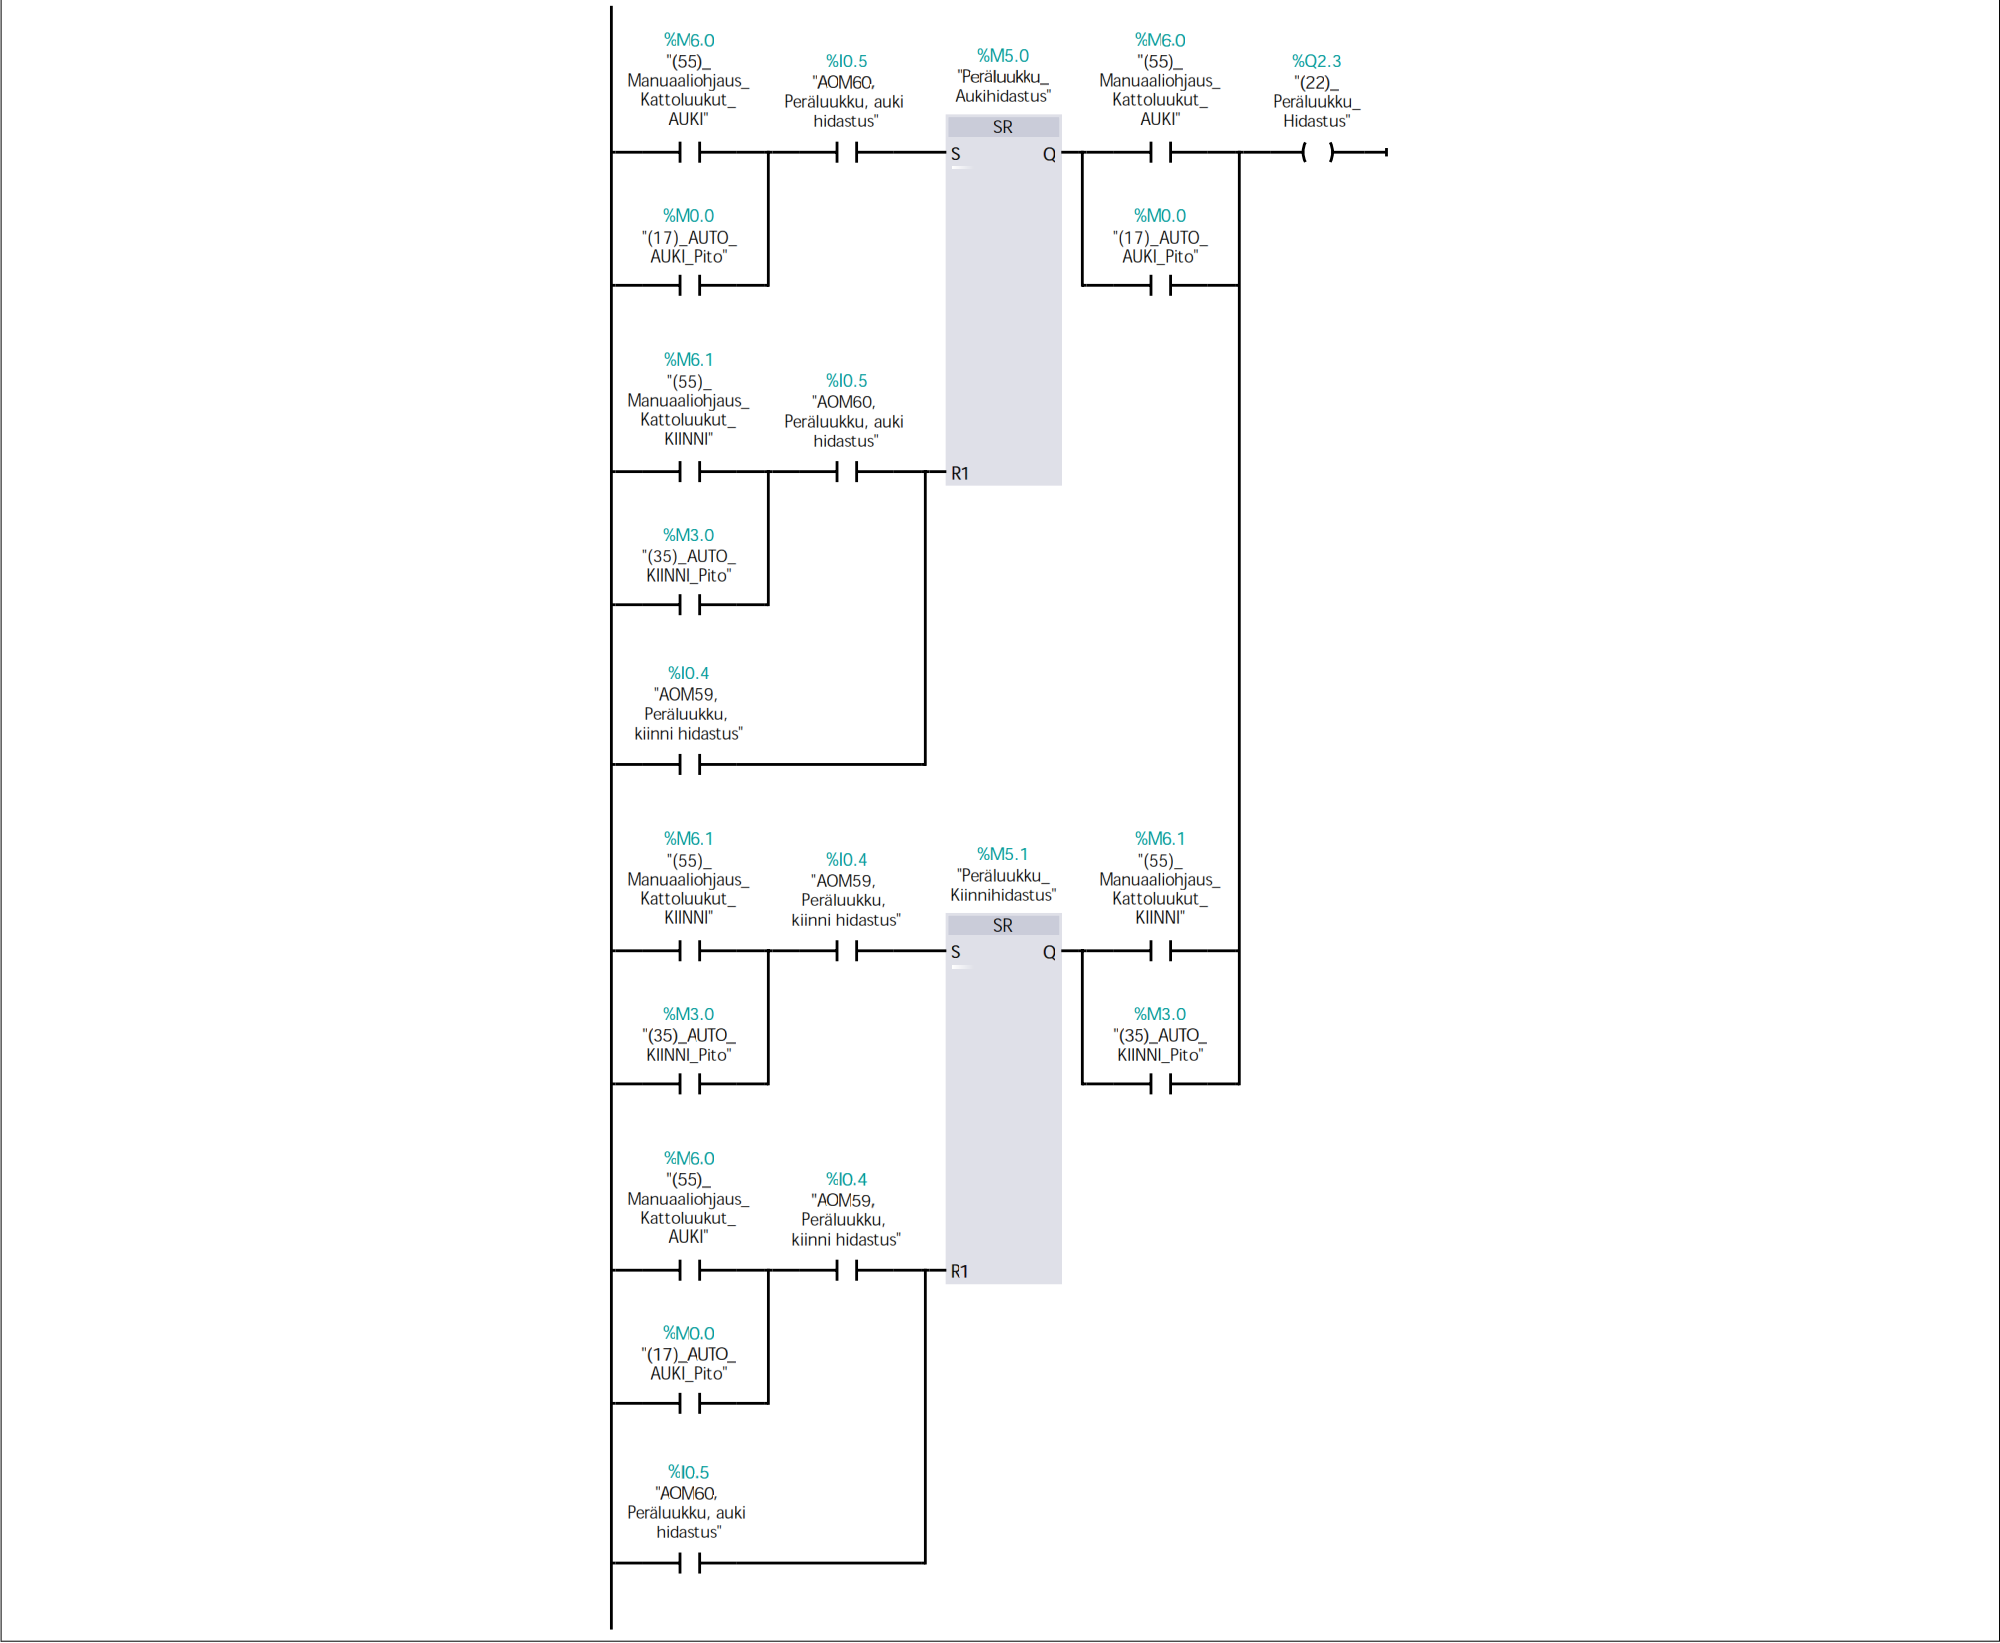 %M6.0
"(55)_
Manuaaliohjaus_
Kattoluukut_
AUKI"
%I0.5
"AOM60,
Peräluukku, auki
hidastus"
%M5.0
"Peräluukku_
Aukihidastus"
SR
S
Q
R1
%M6.0
"(55)_
Manuaaliohjaus_
Kattoluukut_
AUKI"
%Q2.3
"(22)_
Peräluukku_
Hidastus"
%M0.0
"(17)_AUTO_
AUKI_Pito"
%M0.0
"(17)_AUTO_
AUKI_Pito"
%M6.1
"(55)_
Manuaaliohjaus_
Kattoluukut_
KIINNI"
%I0.5
"AOM60,
Peräluukku, auki
hidastus"
%M3.0
"(35)_AUTO_
KIINNI_Pito"
%I0.4
"AOM59,
Peräluukku,
kiinni hidastus"
%M6.1
"(55)_
Manuaaliohjaus_
Kattoluukut_
KIINNI"
%I0.4
"AOM59,
Peräluukku,
kiinni hidastus"
%M5.1
"Peräluukku_
Kiinnihidastus"
SR
S
Q
R1
%M6.1
"(55)_
Manuaaliohjaus_
Kattoluukut_
KIINNI"
%M3.0
"(35)_AUTO_
KIINNI_Pito"
%M3.0
"(35)_AUTO_
KIINNI_Pito"
%M6.0
"(55)_
Manuaaliohjaus_
Kattoluukut_
AUKI"
%I0.4
"AOM59,
Peräluukku,
kiinni hidastus"
%M0.0
"(17)_AUTO_
AUKI_Pito"
%I0.5
"AOM60,
Peräluukku, auki
hidastus"